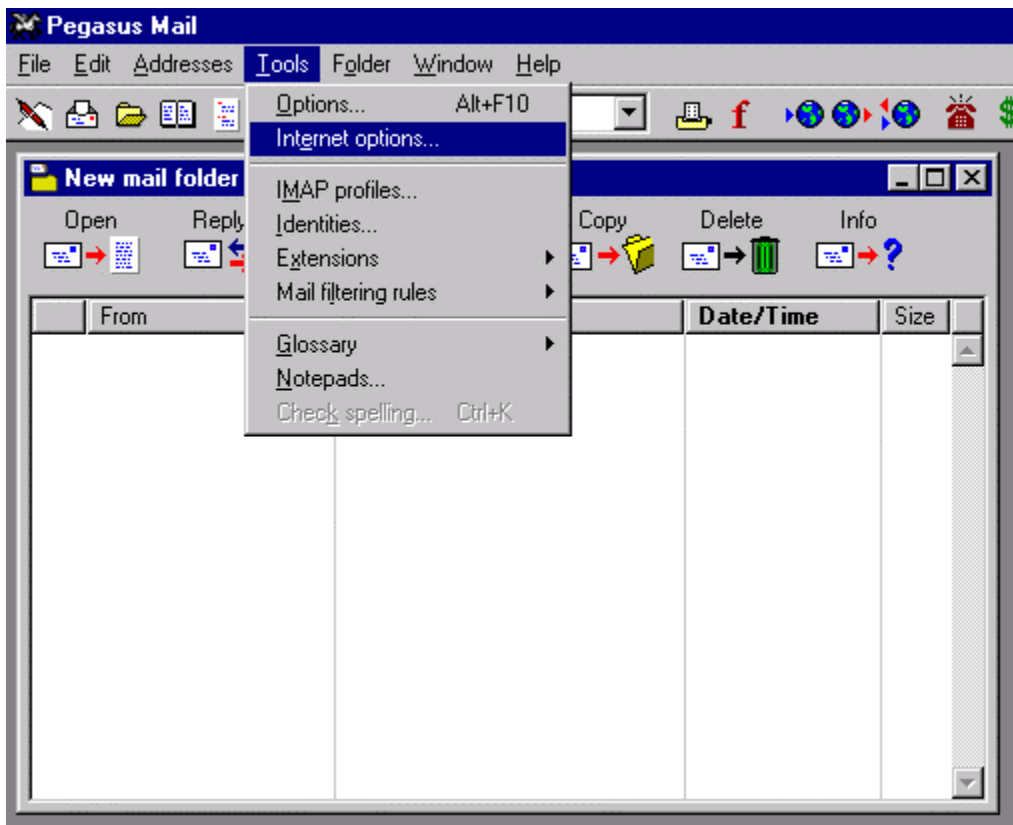 Pegasus Mail
File Edit Addresses Tools Folder Window Help
Options... Alt+F10
Internet options...
New mail folder
IMAP profiles...
Open Copy Delete Info
Identities...
Extensions
Mail filtering rules
From Date/Time Size
Glossary
Notepads...
Check spelling... Ctrl+K